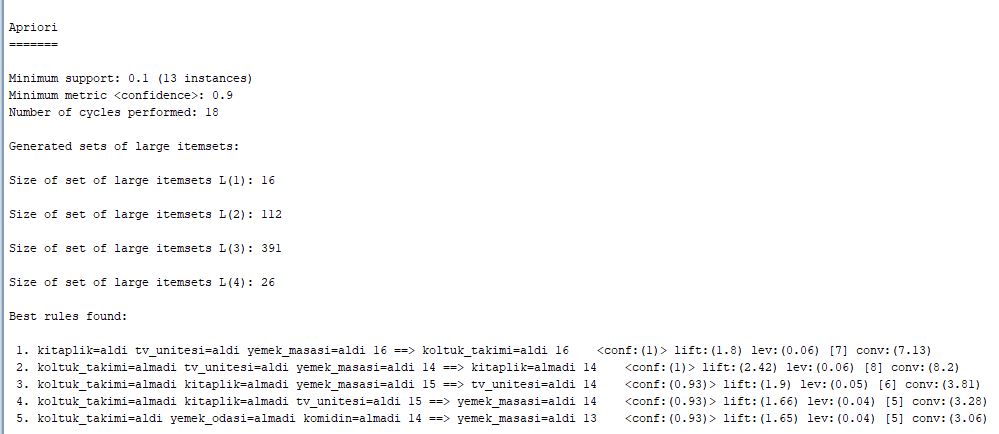 Apriori
=======
Minimum support: 0.1 (13 instances)
Minimum metric <confidence>: 0.9
Number of cycles performed: 18
Generated sets of large itemsets:
Size of set of large itemsets L(1): 16
Size of set of large itemsets L(2): 112
Size of set of large itemsets L(3): 391
Size of set of large itemsets L(4): 26
Best rules found:
1. kitaplik=aldi tv_unitesi=aldi yemek_masasi=aldi 16 ==> koltuk_takimi=aldi 16    <conf:(1)> lift:(1.8) lev:(0.06) [7] conv:(7.13)
2. koltuk_takimi=almadi tv_unitesi=aldi yemek_masasi=aldi 14 ==> kitaplik=almadi 14    <conf:(1)> lift:(2.42) lev:(0.06) [8] conv:(8.2)
3. koltuk_takimi=almadi kitaplik=almadi yemek_masasi=aldi 15 ==> tv_unitesi=aldi 14    <conf:(0.93)> lift:(1.9) lev:(0.05) [6] conv:(3.81)
4. koltuk_takimi=almadi kitaplik=almadi tv_unitesi=aldi 15 ==> yemek_masasi=aldi 14    <conf:(0.93)> lift:(1.66) lev:(0.04) [5] conv:(3.28)
5. koltuk_takimi=aldi yemek_odasi=almadi komidin=almadi 14 ==> yemek_masasi=aldi 13    <conf:(0.93)> lift:(1.65) lev:(0.04) [5] conv:(3.06)